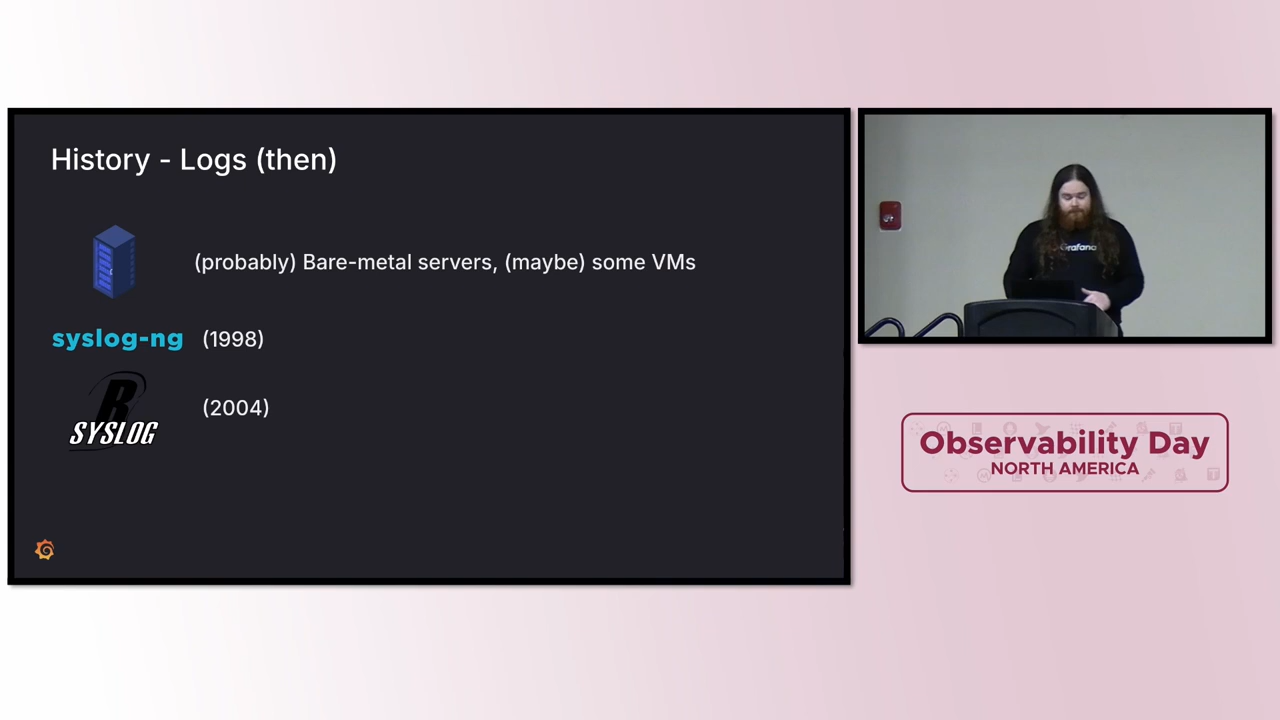 History - Logs (then)
(probably) Bare-metal servers, (maybe) some VMs
syslog-ng (1998)
R
SYSLOG
(2004)
Grafana
Observability Day
NORTH AMERICA